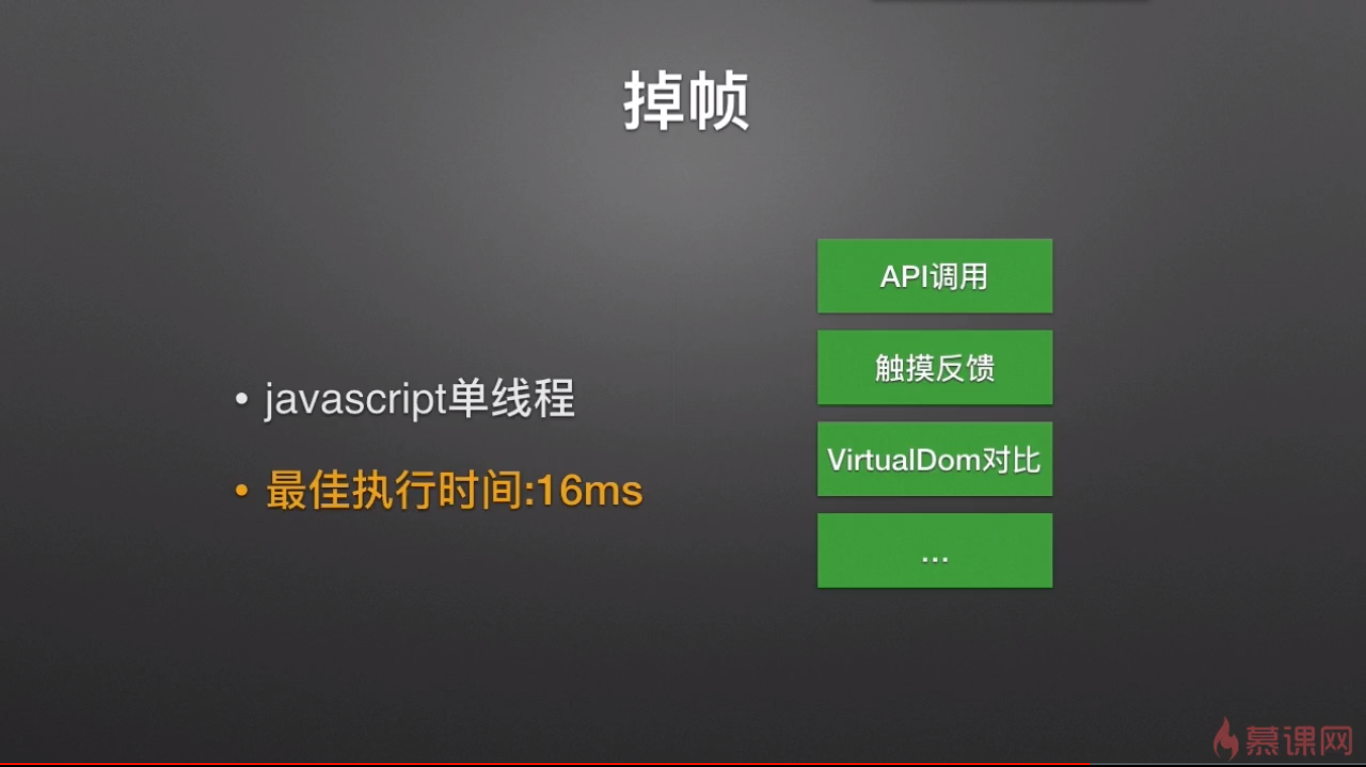 掉帧
• javascript单线程
• 最佳执行时间:16ms
API调用
触摸反馈
VirtualDom对比
...
慕课网